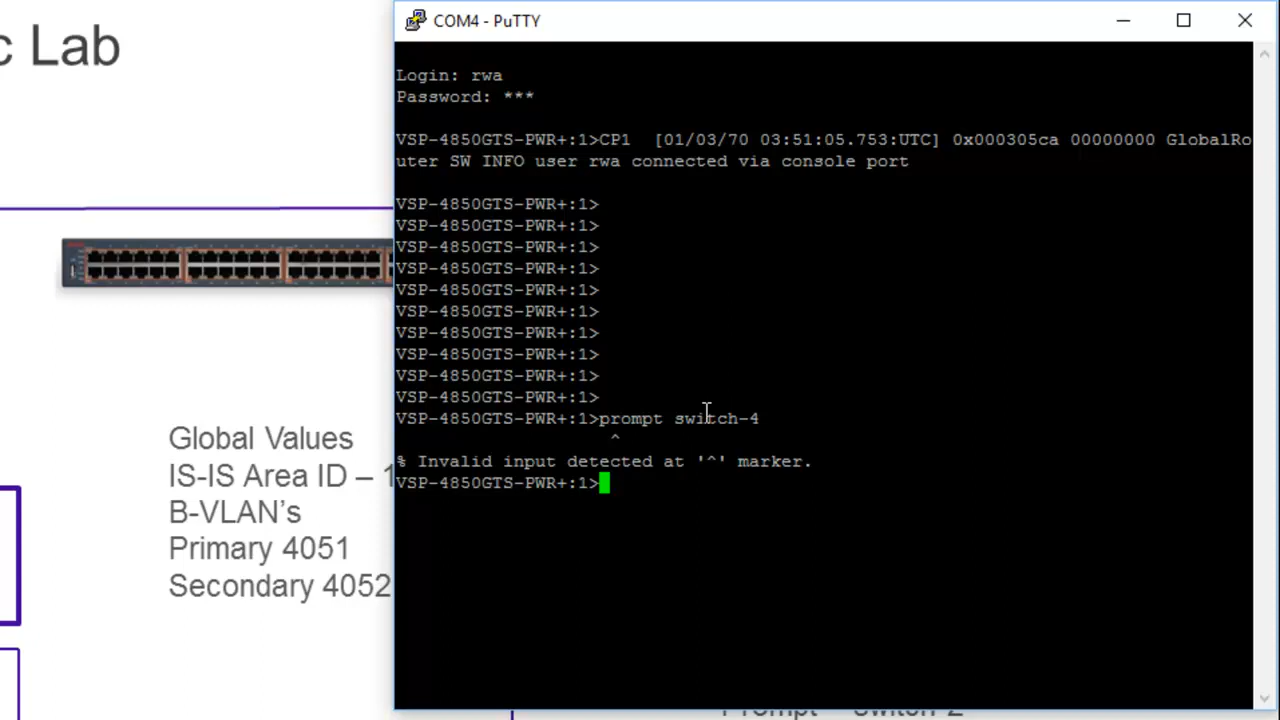 c Lab
COM4 - PuTTY
Login: rwa
Password: ***
VSP-4850GTS-PWR+:1>CP1  [01/03/70 03:51:05.753:UTC] 0x000305ca 00000000 GlobalRo
uter SW INFO user rwa connected via console port
VSP-4850GTS-PWR+:1>
VSP-4850GTS-PWR+:1>
VSP-4850GTS-PWR+:1>
VSP-4850GTS-PWR+:1>
VSP-4850GTS-PWR+:1>
VSP-4850GTS-PWR+:1>
VSP-4850GTS-PWR+:1>
VSP-4850GTS-PWR+:1>
VSP-4850GTS-PWR+:1>
VSP-4850GTS-PWR+:1>
VSP-4850GTS-PWR+:1>prompt switch-4
^
% Invalid input detected at '^' marker.
VSP-4850GTS-PWR+:1>
Global Values
IS-IS Area ID – 1
B-VLAN’s
Primary 4051
Secondary 4052